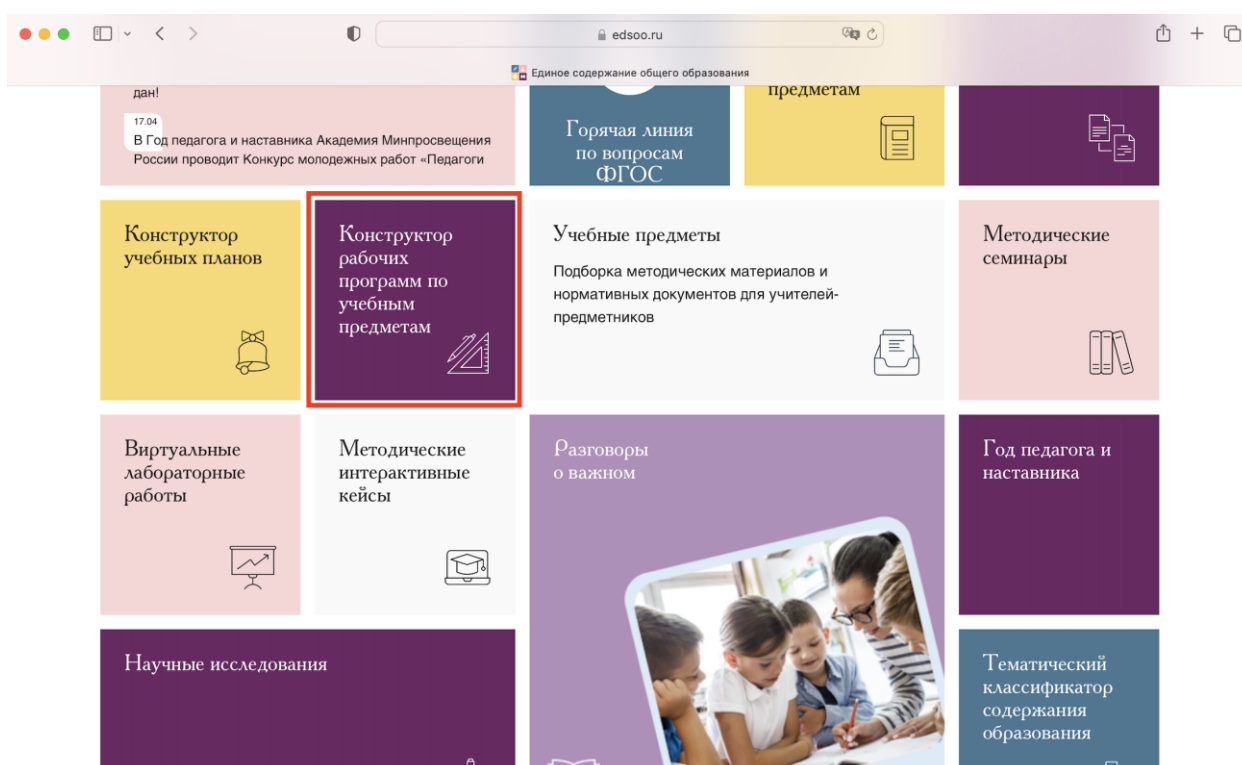 edsoo.ru
Единое содержание общего образования
дан!
17.04
В Год педагога и наставника Академия Минпросвещения
России проводит Конкурс молодежных работ «Педагоги
Горячая линия
по вопросам
ФГОС
предметам
Конструктор
учебных планов
Конструктор
рабочих
программ по
учебным
предметам
Учебные предметы
Подборка методических материалов и
нормативных документов для учителей-
предметников
Методические
семинары
Виртуальные
лабораторные
работы
Методические
интерактивные
кейсы
Разговоры
о важном
Год педагога и
наставника
Научные исследования
Тематический
классификатор
содержания
образования